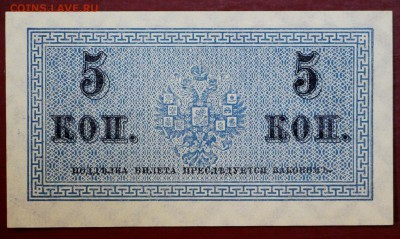 COINS.LAVE.RU
5 5
КОП. КОП.
ПОДДѢЛКА БИЛЕТА ПРЕСЛѢДУЕТСЯ ЗАКОНОМЪ.